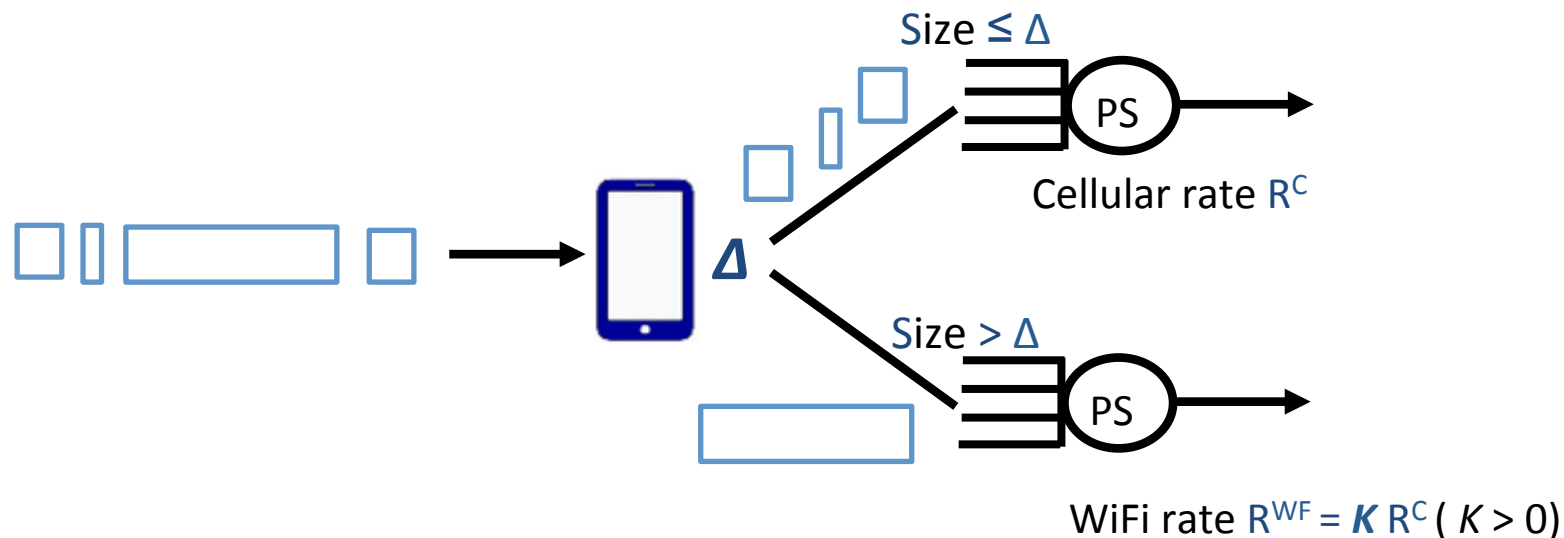 Size ≤ Δ
PS
Cellular rate R^C
Δ
Size > Δ
PS
WiFi rate R^WF = K R^C ( K > 0)